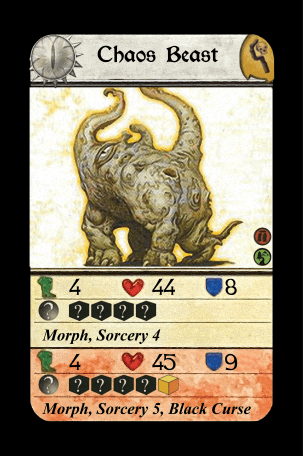 Chaos Beast
4 44 8
? ? ? ? ?
Morph, Sorcery 4
4 45 9
? ? ? ? ?
Morph, Sorcery 5, Black Curse